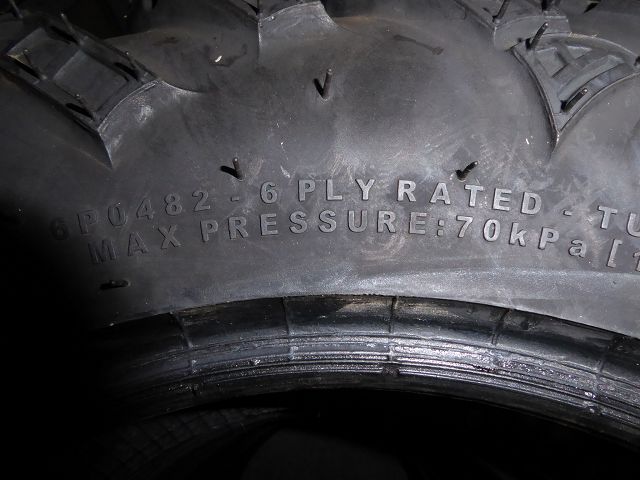 6P0482 - 6 PLY RATED - TU
MAX PRESSURE:70kPa[1